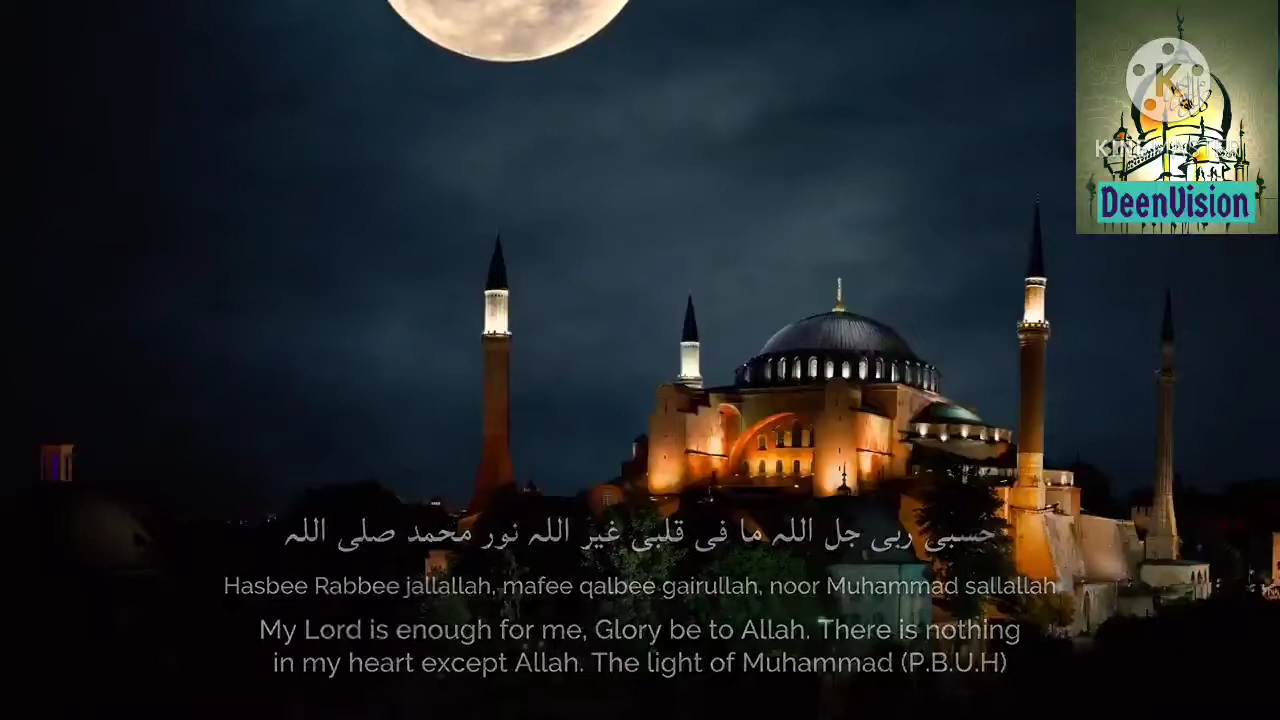 K
KINEMASTER
DeenVision
حسبی ربی جل اللہ ما فی قلبی غیر اللہ نور محمد صلی اللہ
Hasbee Rabbee jallallah, mafee qalbee gairullah, noor Muhammad sallallah
My Lord is enough for me, Glory be to Allah. There is nothing
in my heart except Allah. The light of Muhammad (P.B.U.H)